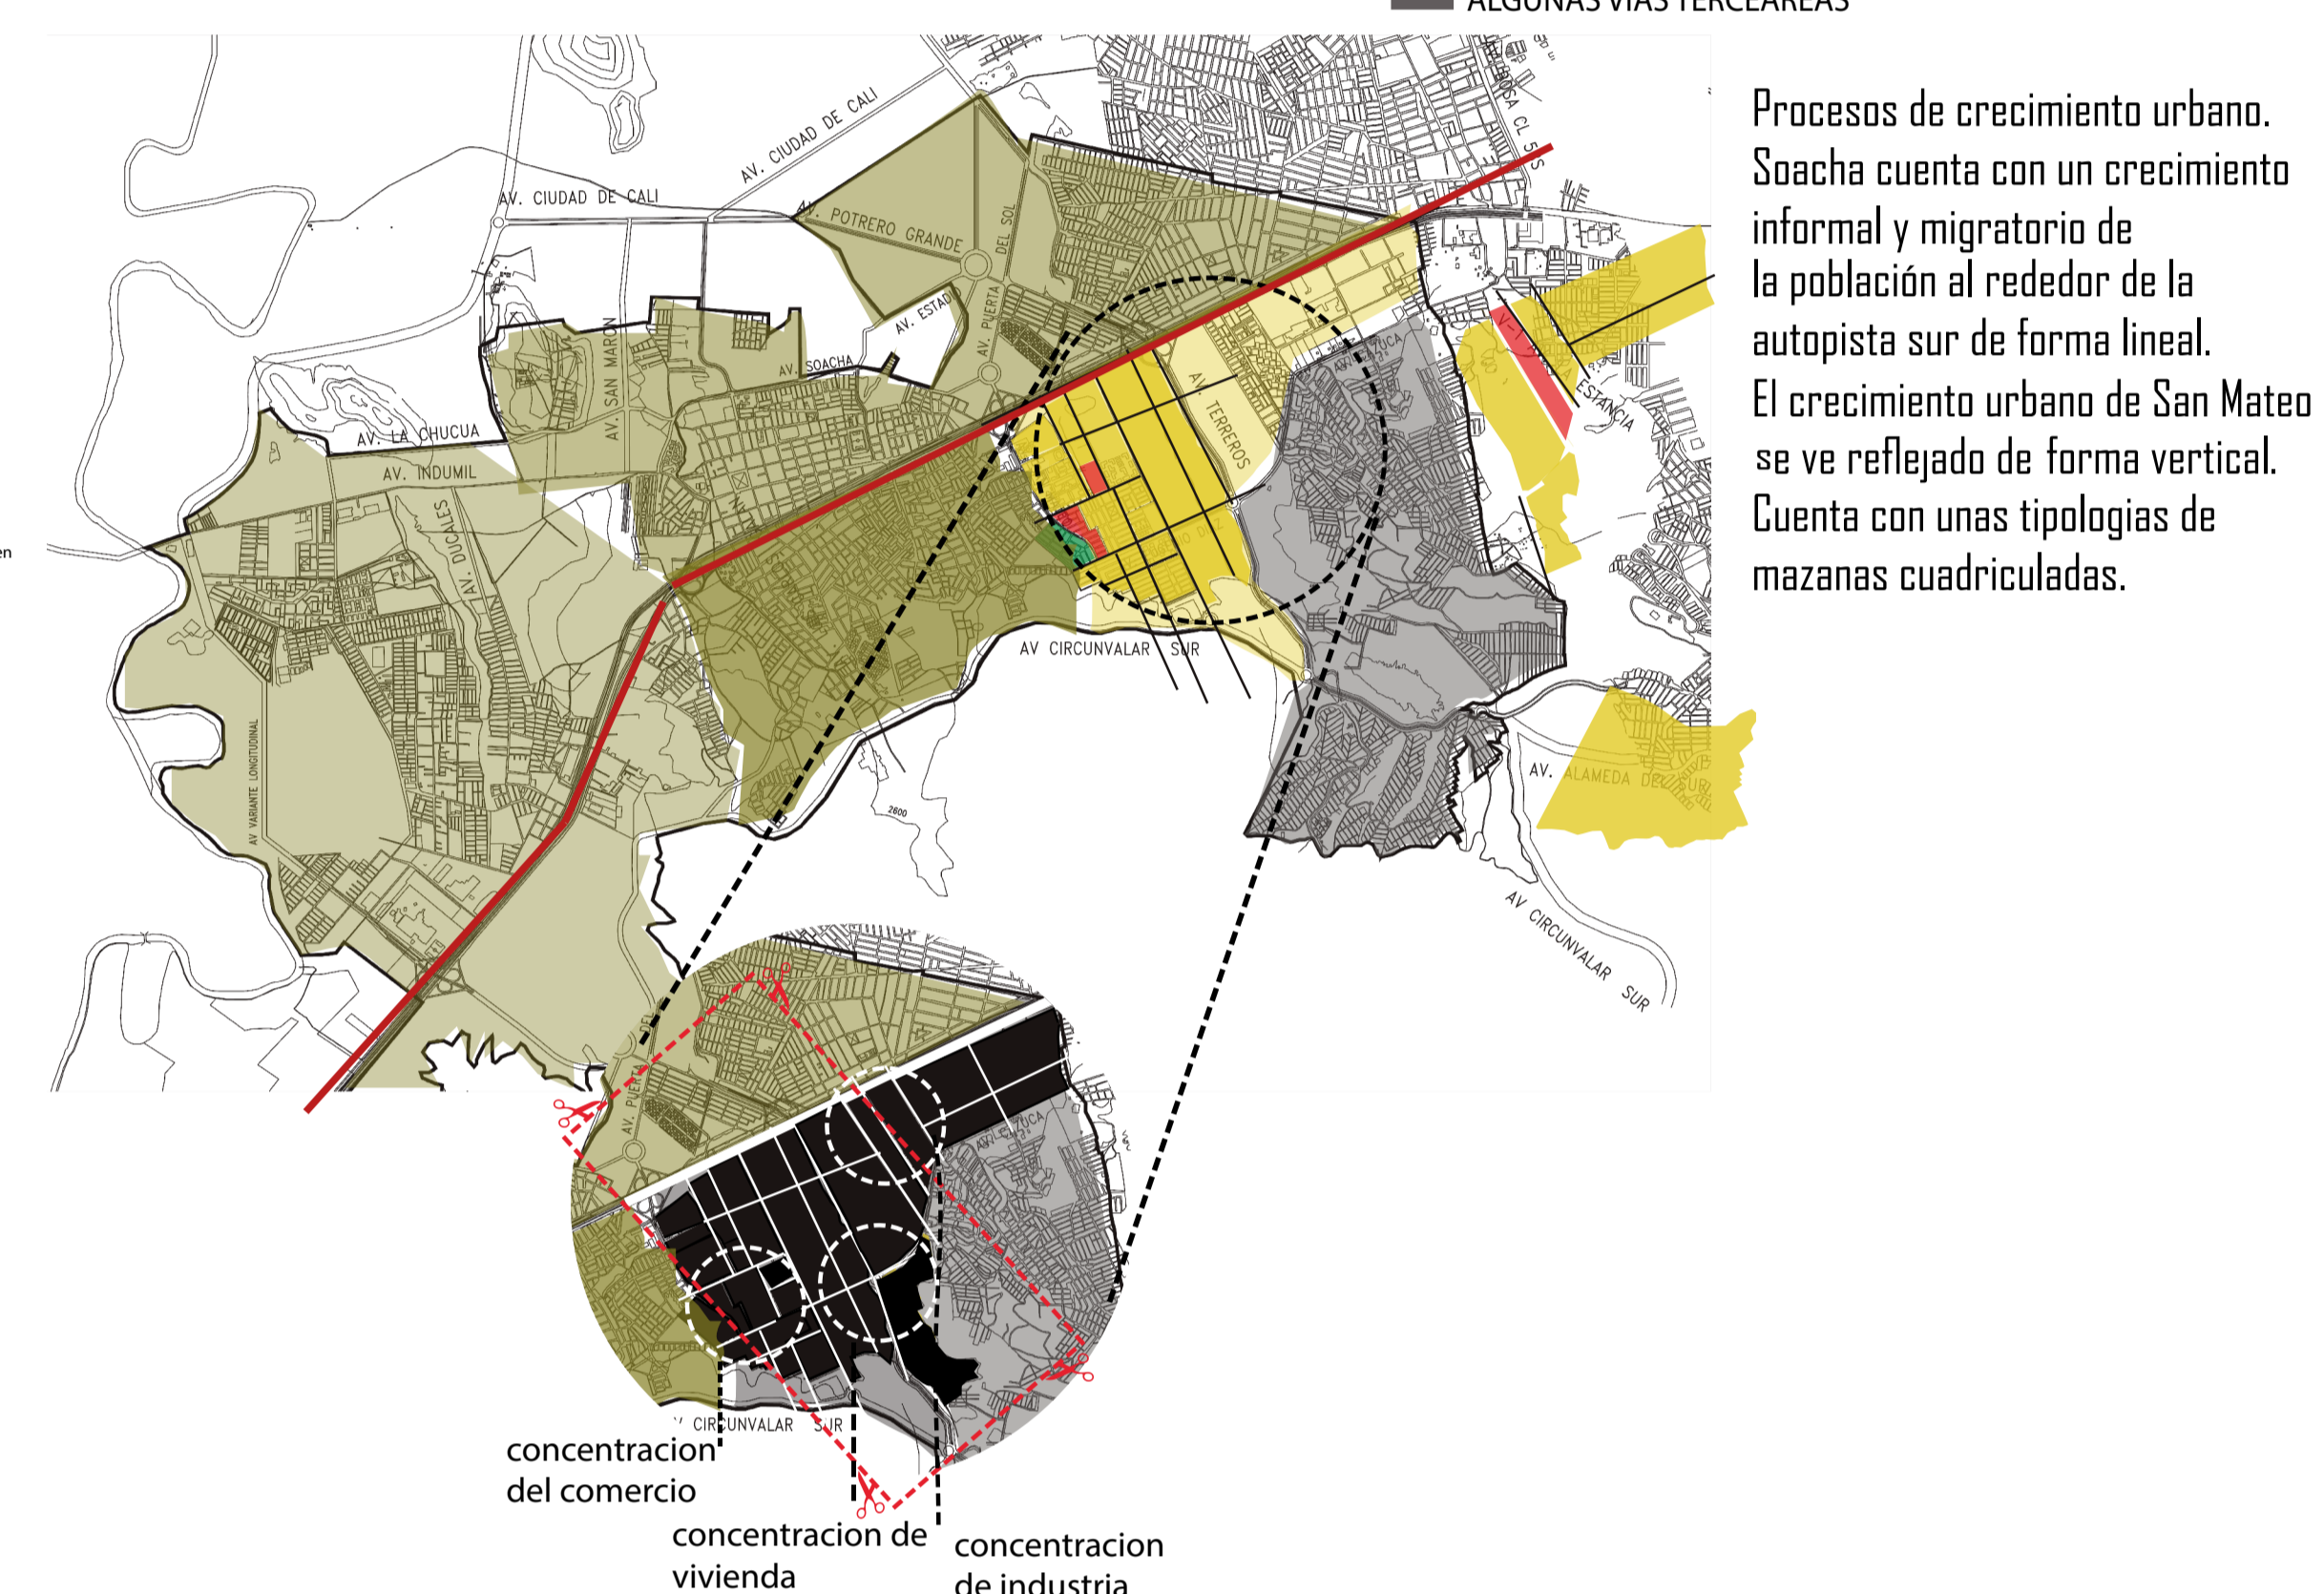 ALGUNAS VIAS TERCEAREAS
Procesos de crecimiento urbano.
Soacha cuenta con un crecimiento
informal y migratorio de
la población al rededor de la
autopista sur de forma lineal.
El crecimiento urbano de San Mateo
se ve reflejado de forma vertical.
Cuenta con unas tipologias de
mazanas cuadriculadas.
en
AV. CIUDAD DE CALI
AV. CIUDAD DE CALI
AV. POTRERO GRANDE
AV. PUERTA DEL SOL
AV. ESTADIO
AV. SOACHA
AV. SAN MARON
AV. LA CHUCUA
AV. INDUMIL
AV. DUCALES
AV VARIANTE LONGITUDINAL
AV. TERREROS
ESTANCIA
AV CIRCUNVALAR SUR
2600
AV. ALAMEDA DEL SUR
AV CIRCUNVALAR SUR
AV. PUERTA DEL
V CIRCUNVALAR SUR
concentracion
del comercio
concentracion de
vivienda
concentracion
de industria